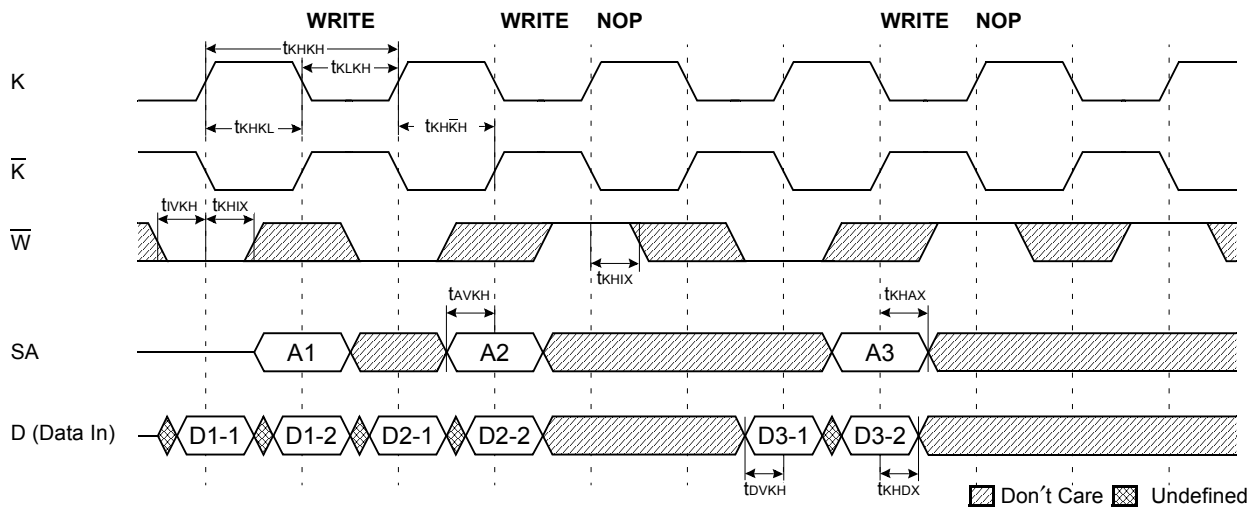 WRITE WRITE NOP WRITE NOP
tKHKH
tKLKH
K
tKHKL tKHK̅H
K̅
tIVKH tKHIX
W̅
tKHIX
tAVKH tKHAX
SA A1 A2 A3
D (Data In) D1-1 D1-2 D2-1 D2-2 D3-1 D3-2
tDVKH tKHDX
Don′t Care Undefined